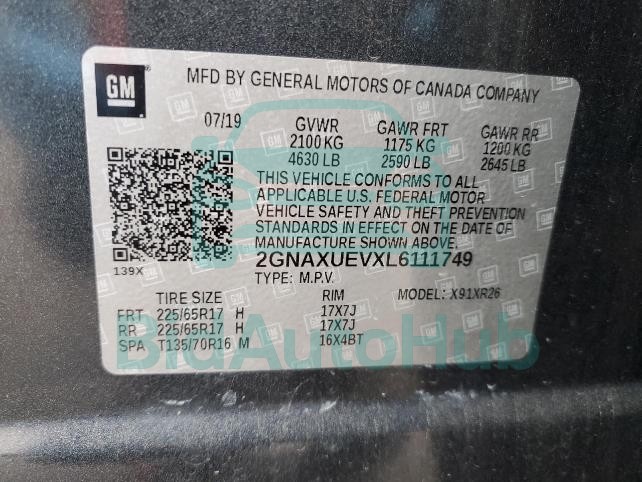 GM
MFD BY GENERAL MOTORS OF CANADA COMPANY
07/19 GVWR GAWR FRT GAWR RR
2100 KG 1175 KG 1200 KG
4630 LB 2590 LB 2645 LB
THIS VEHICLE CONFORMS TO ALL
APPLICABLE U.S. FEDERAL MOTOR
VEHICLE SAFETY AND THEFT PREVENTION
STANDARDS IN EFFECT ON THE DATE OF
MANUFACTURE SHOWN ABOVE.
2GNAXUEVXL6111749
139X
TYPE: M.P.V. MODEL: X91XR26
TIRE SIZE RIM
FRT 225/65R17 H 17X7J
RR 225/65R17 H 17X7J
SPA T135/70R16 M 16X4BT
BidAutoHub